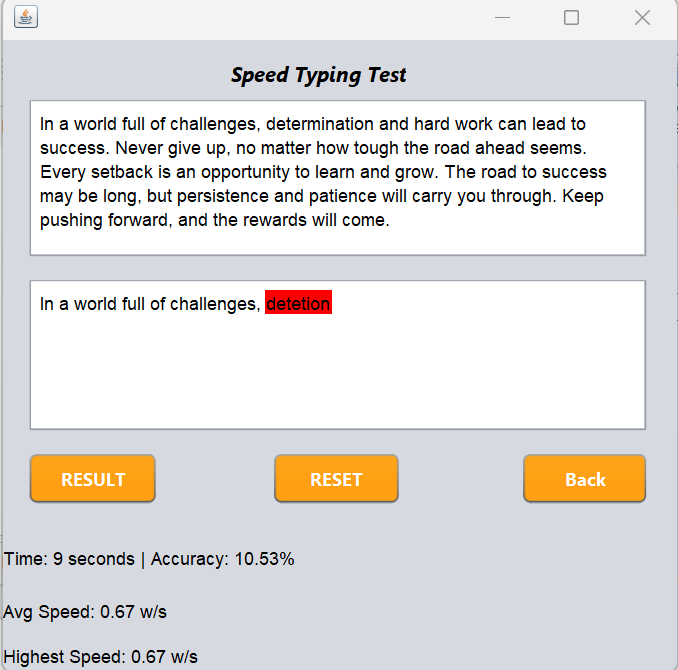 Speed Typing Test
In a world full of challenges, determination and hard work can lead to
success. Never give up, no matter how tough the road ahead seems.
Every setback is an opportunity to learn and grow. The road to success
may be long, but persistence and patience will carry you through. Keep
pushing forward, and the rewards will come.
In a world full of challenges, detetion
RESULT
RESET
Back
Time: 9 seconds | Accuracy: 10.53%
Avg Speed: 0.67 w/s
Highest Speed: 0.67 w/s